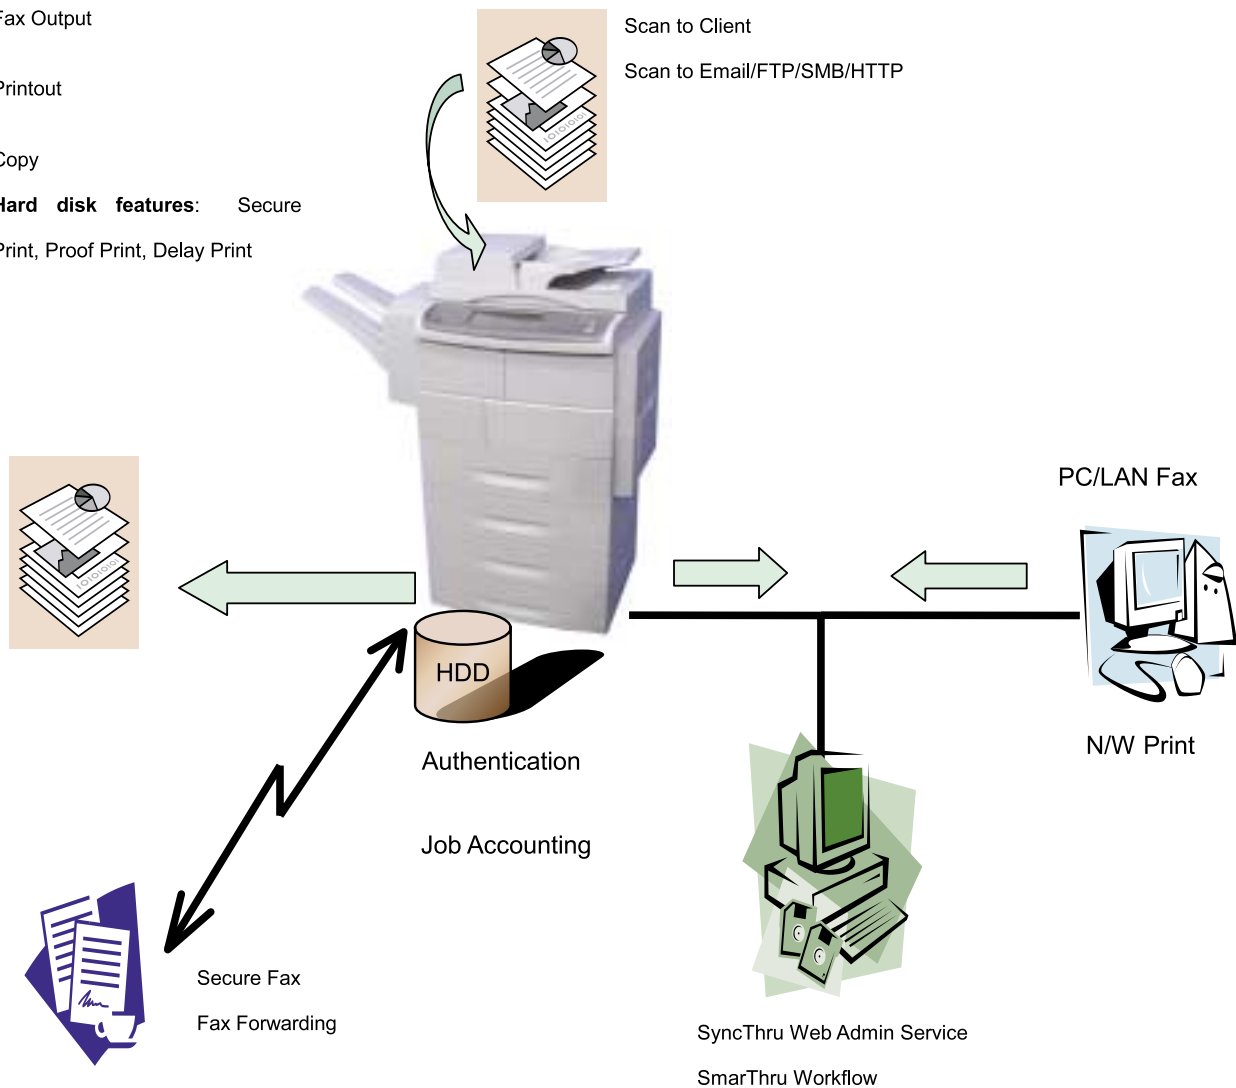 Fax Output
Printout
Copy
Hard disk features: Secure
Print, Proof Print, Delay Print
Scan to Client
Scan to Email/FTP/SMB/HTTP
PC/LAN Fax
HDD
N/W Print
Authentication
Job Accounting
Secure Fax
Fax Forwarding
SyncThru Web Admin Service
SmarThru Workflow